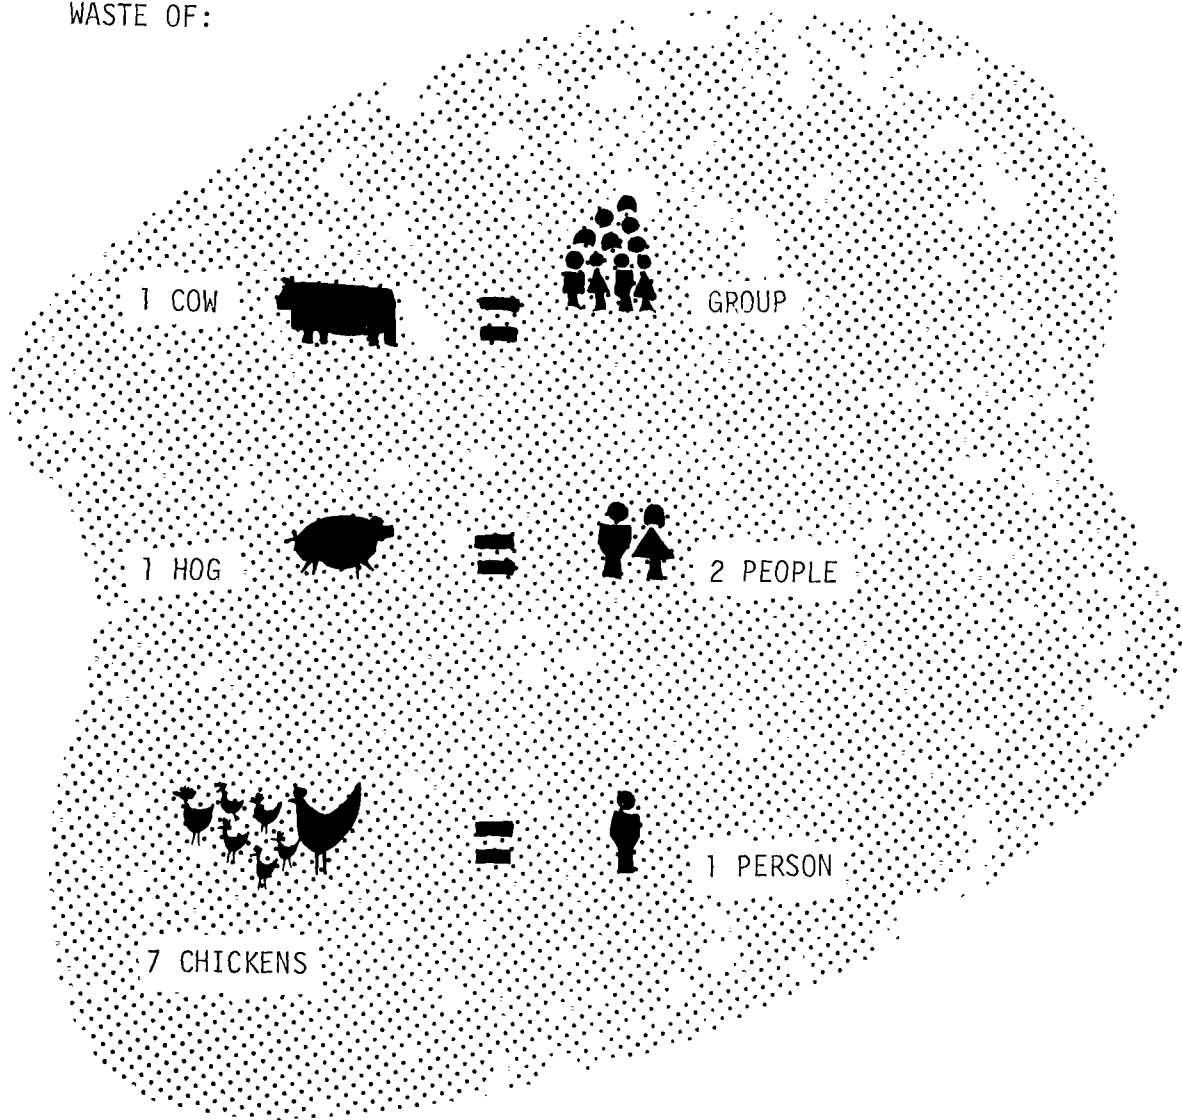 WASTE OF:
1 COW = GROUP
1 HOG = 2 PEOPLE
= 1 PERSON
7 CHICKENS